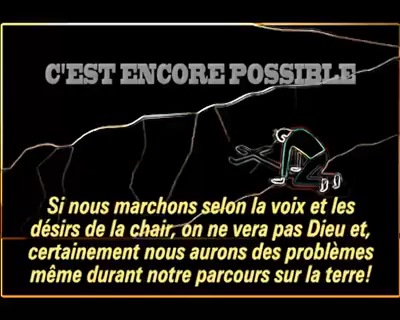 C'EST ENCORE POSSIBLE
Si nous marchons selon la voix et les
désirs de la chair, on ne vera pas Dieu et,
certainement nous aurons des problèmes
même durant notre parcours sur la terre!